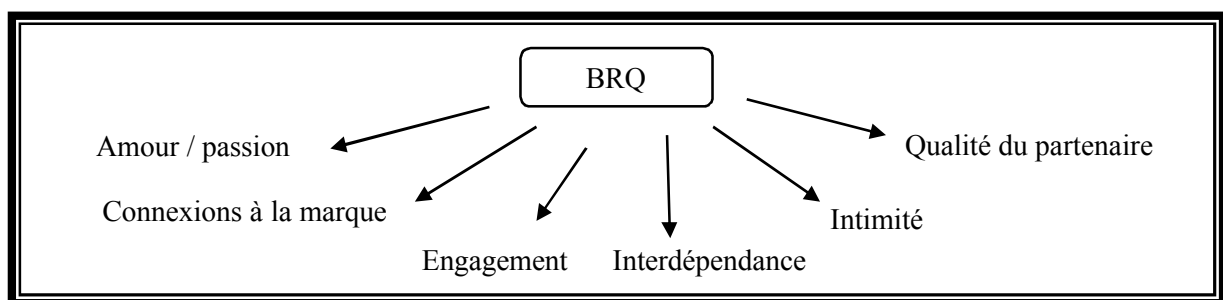 BRQ
Amour / passion
Qualité du partenaire
Connexions à la marque
Intimité
Engagement
Interdépendance